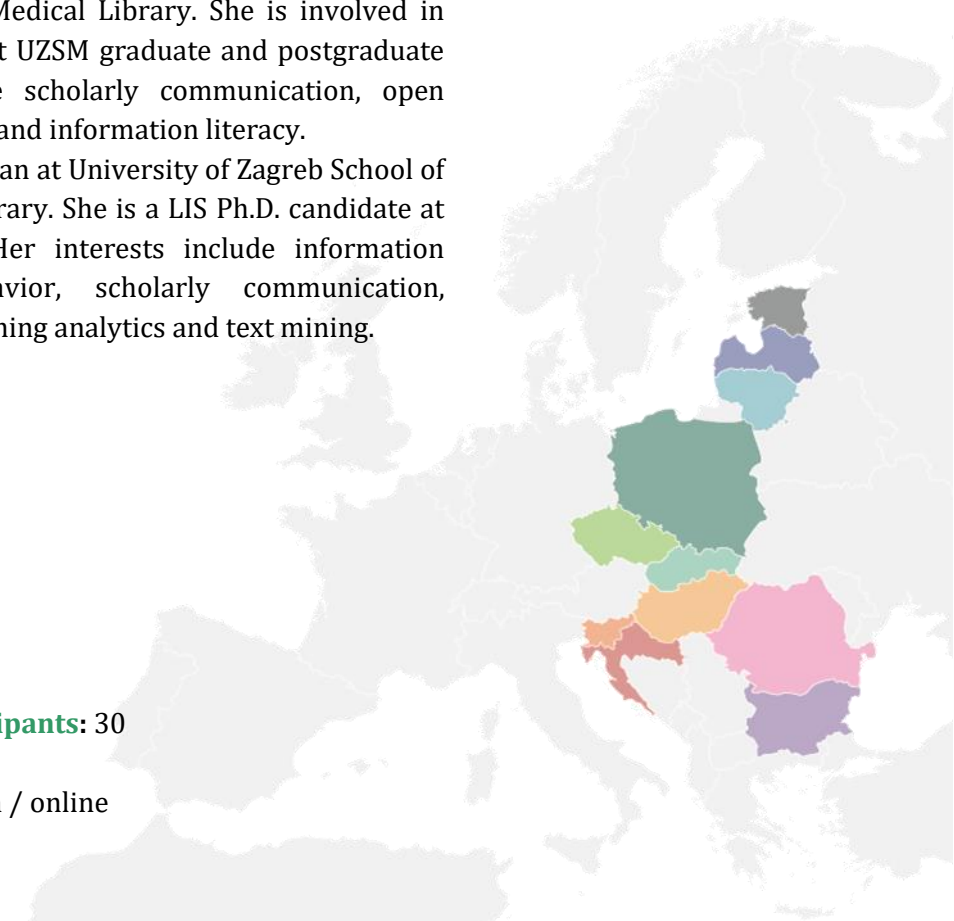 Medical Library. She is involved in
t UZSM graduate and postgraduate
e scholarly communication, open
and information literacy.
an at University of Zagreb School of
rary. She is a LIS Ph.D. candidate at
Her interests include information
avior, scholarly communication,
ning analytics and text mining.
ipants: 30
/ online